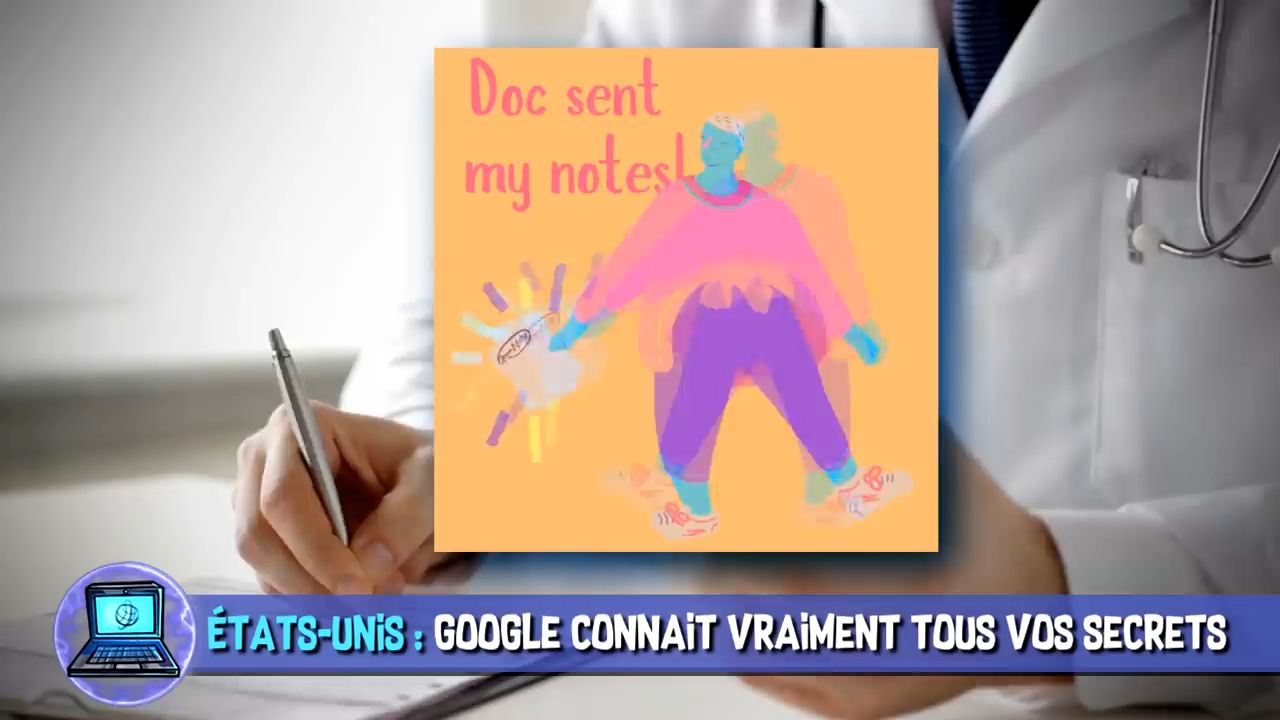 Doc sent
my notes!
ÉTATS-UNiS : GOOGLE CONNAiT VRAiMENT TOUS VOS SECRETS